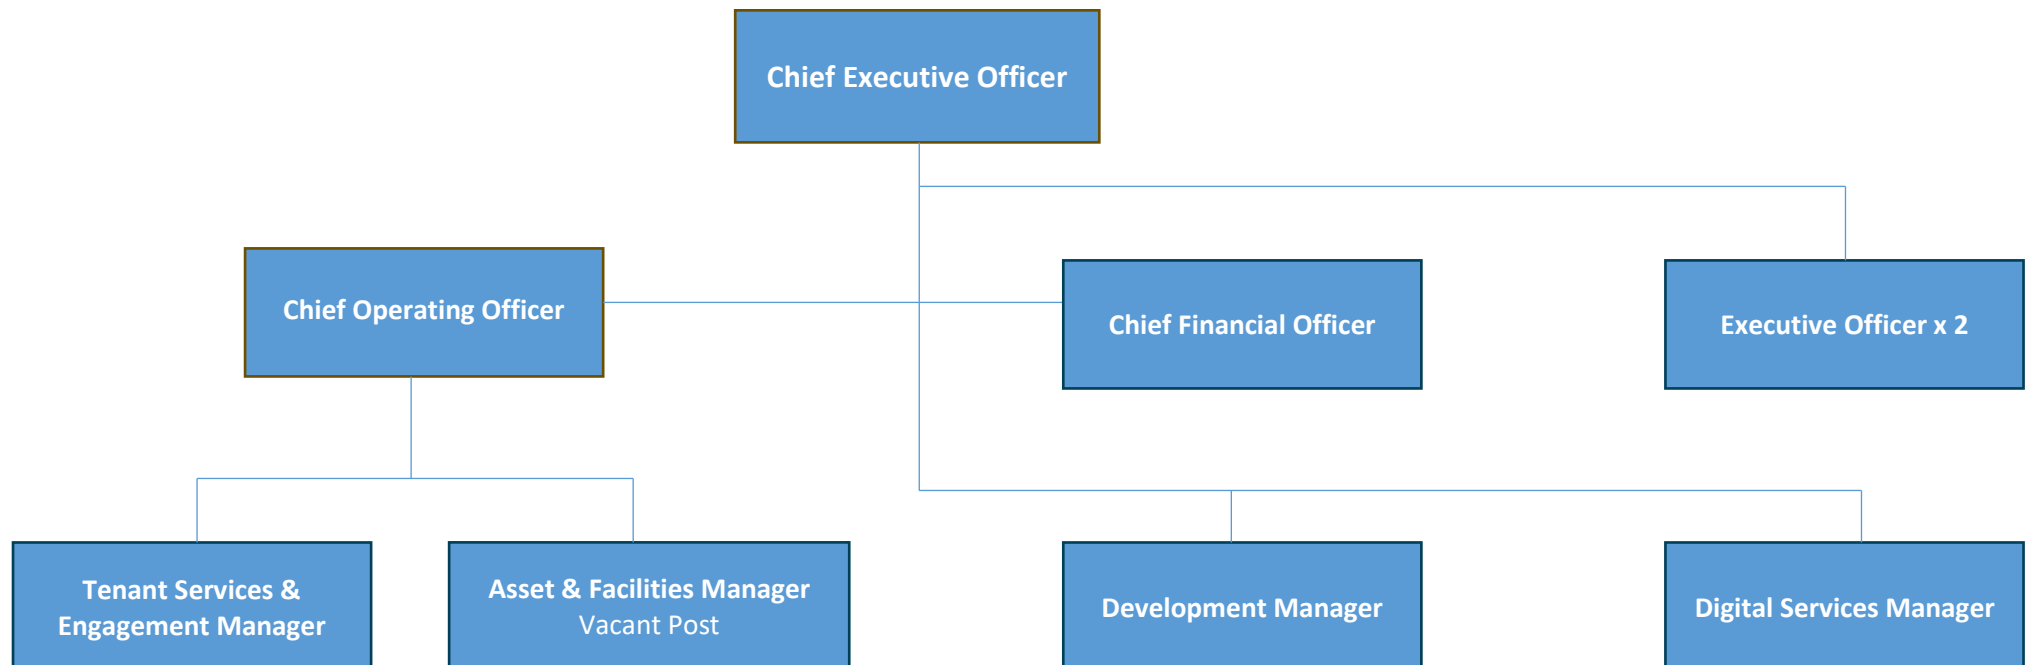 Chief Executive Officer
Chief Operating Officer
Chief Financial Officer
Executive Officer x 2
Tenant Services &
Engagement Manager
Asset & Facilities Manager
Vacant Post
Development Manager
Digital Services Manager